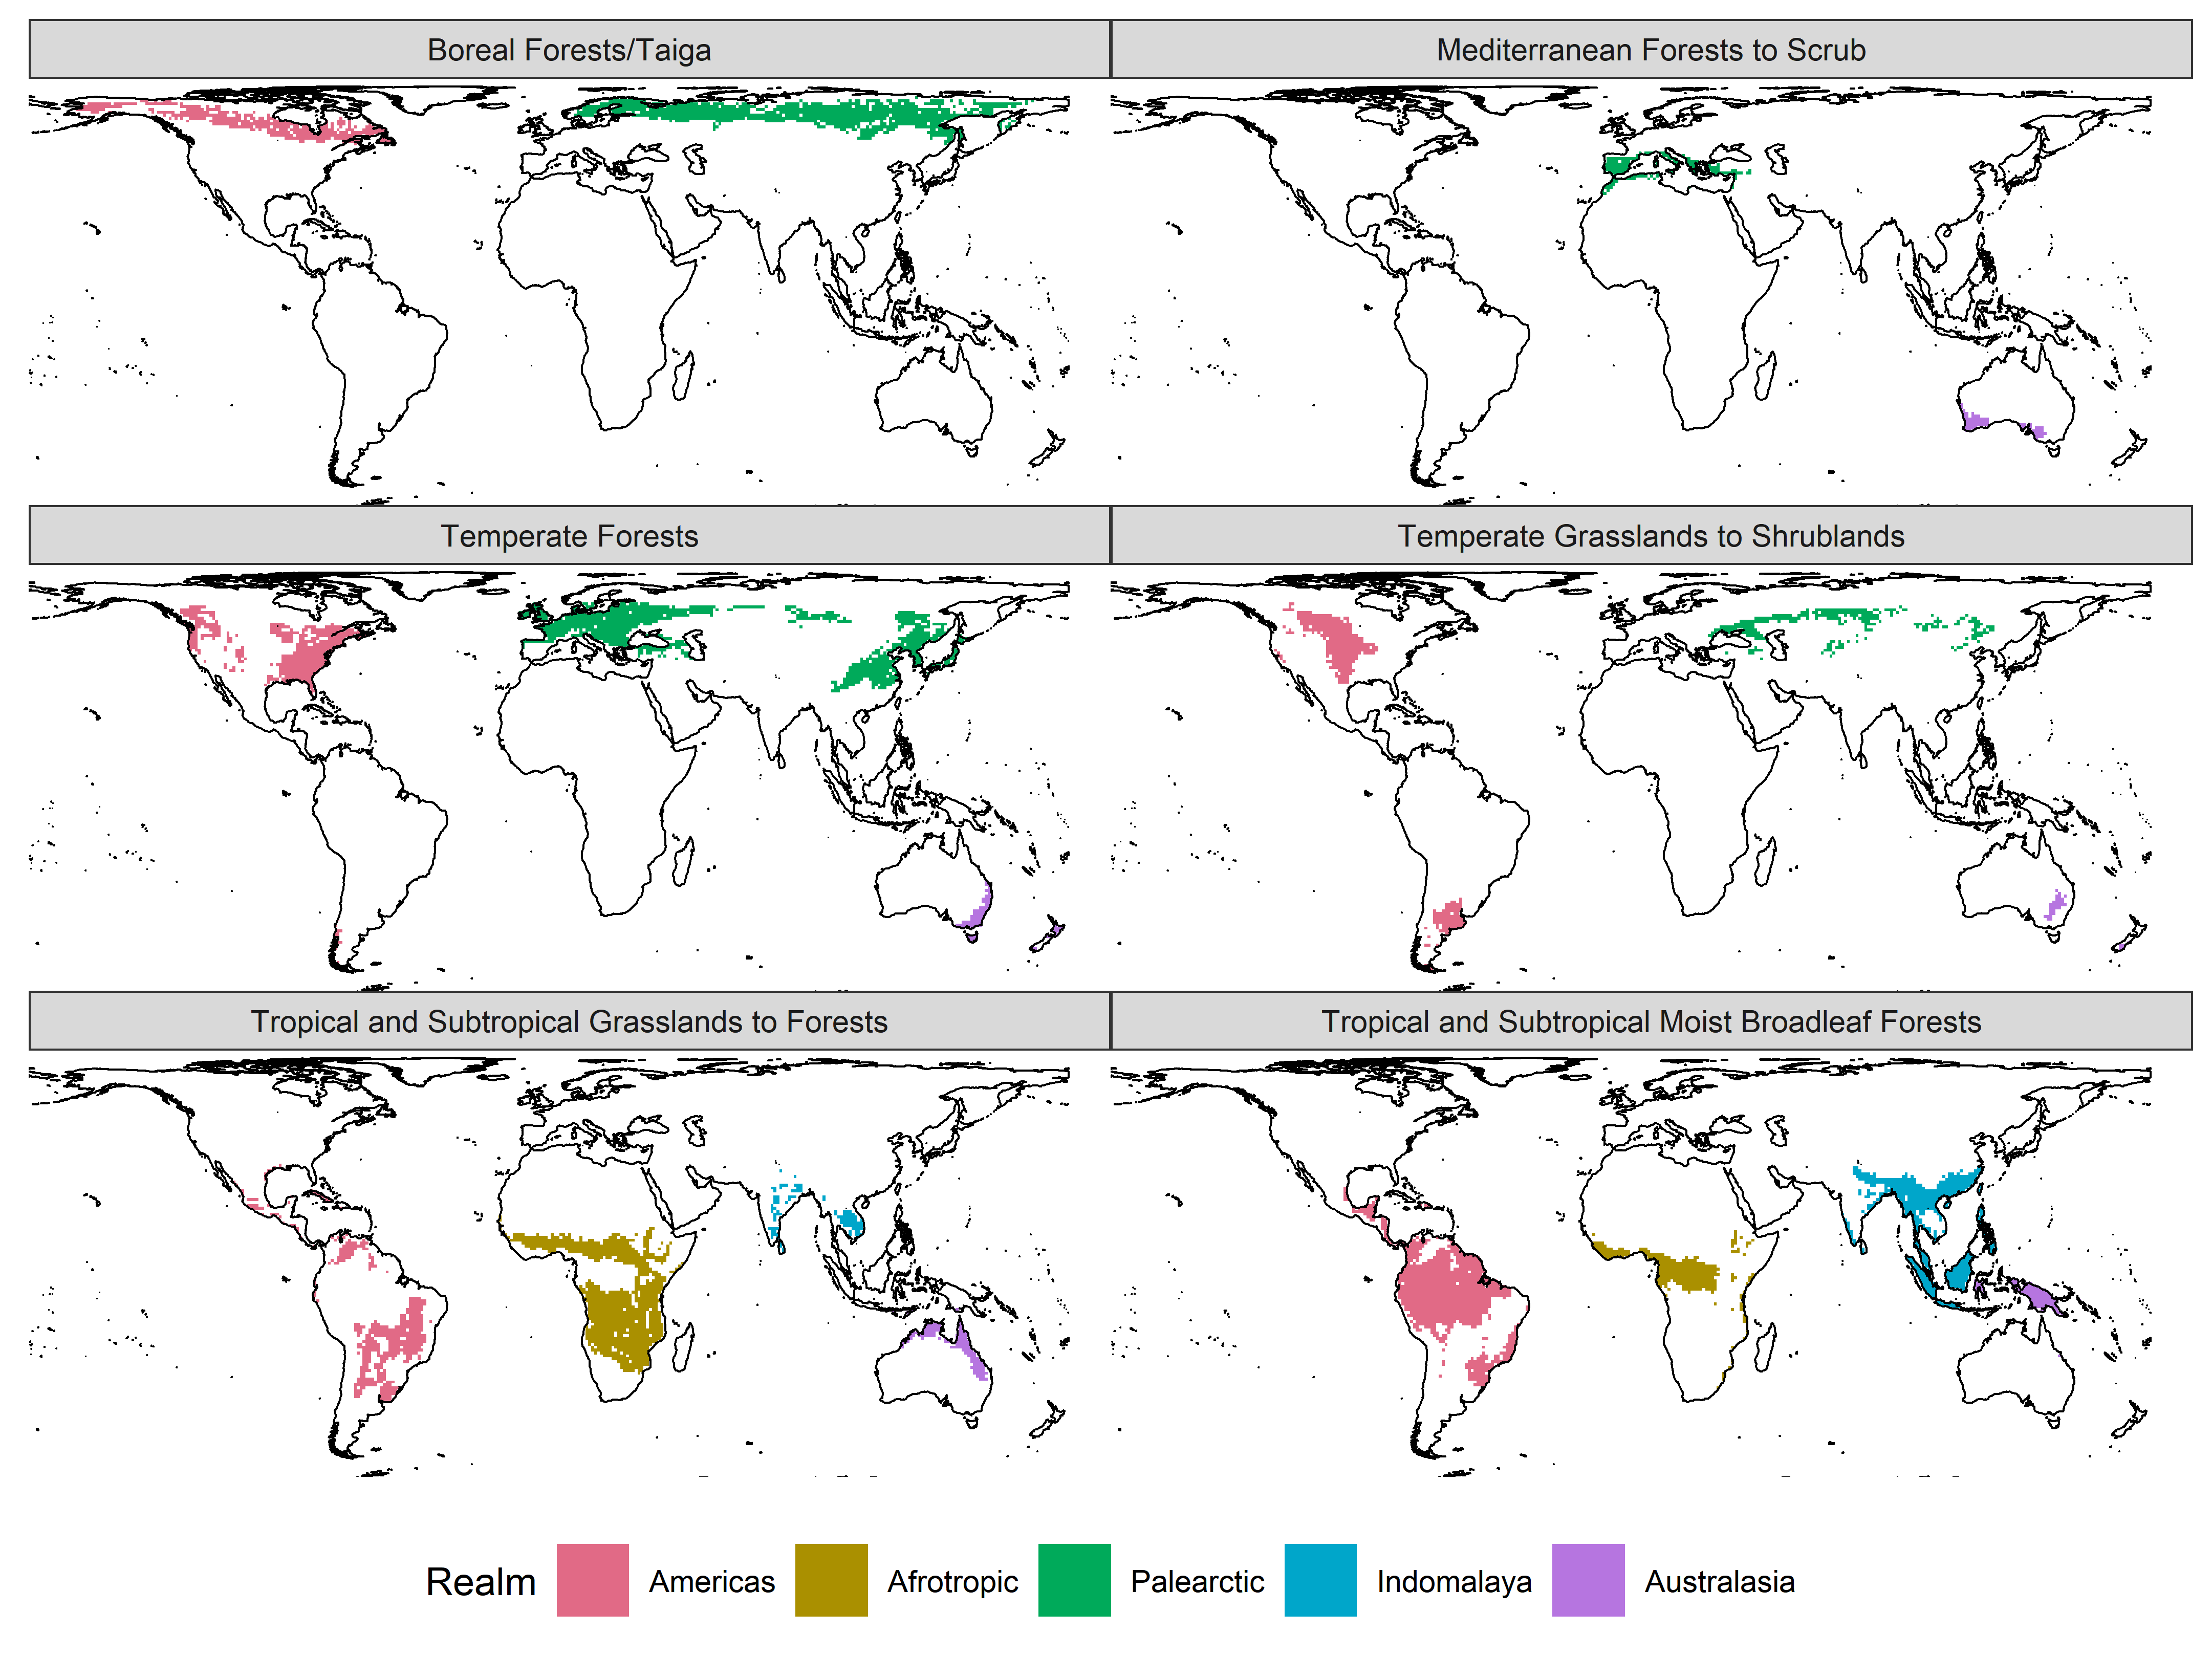 Boreal Forests/Taiga
Mediterranean Forests to Scrub
Temperate Forests
Temperate Grasslands to Shrublands
Tropical and Subtropical Grasslands to Forests
Tropical and Subtropical Moist Broadleaf Forests
Realm Americas Afrotropic Palearctic Indomalaya Australasia